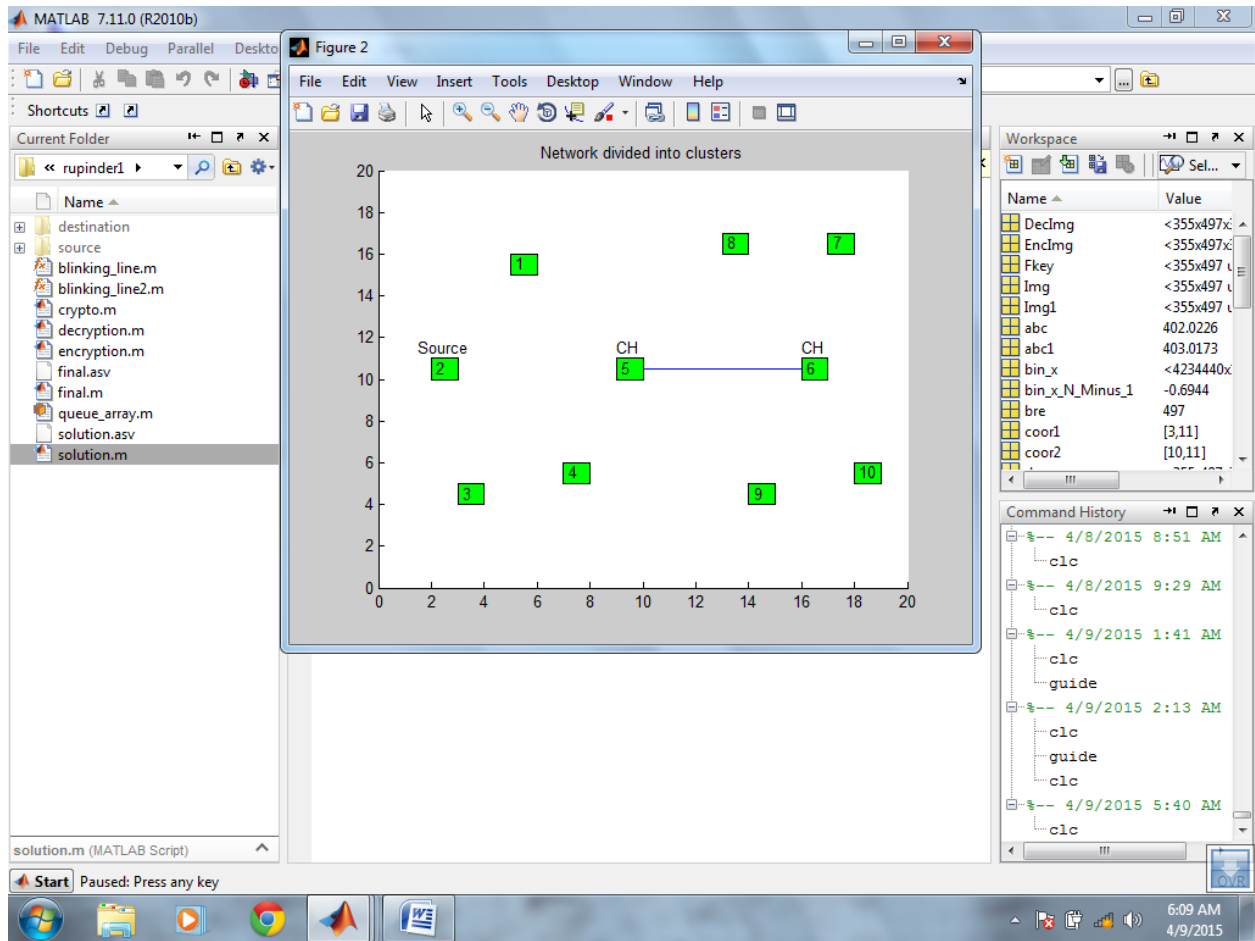 MATLAB 7.11.0 (R2010b)
File Edit Debug Parallel Deskto
Shortcuts
Current Folder
« rupinder1
Name
destination
source
blinking_line.m
blinking_line2.m
crypto.m
decryption.m
encryption.m
final.asv
final.m
queue_array.m
solution.asv
solution.m
solution.m (MATLAB Script)
Figure 2
File Edit View Insert Tools Desktop Window Help
Network divided into clusters
20
18
16
14
12
10
8
6
4
2
0
8 7
1
Source CH CH
2 5 6
4 10
3 9
0 2 4 6 8 10 12 14 16 18 20
Workspace
Sel...
Name Value
DecImg <355x497x
EncImg <355x497x
Fkey <355x497 u
Img <355x497 u
Img1 <355x497 u
abc 402.0226
abc1 403.0173
bin_x <4234440x
bin_x_N_Minus_1 -0.6944
bre 497
coor1 [3,11]
coor2 [10,11]
Command History
%-- 4/8/2015 8:51 AM
clc
%-- 4/8/2015 9:29 AM
clc
%-- 4/9/2015 1:41 AM
clc
guide
%-- 4/9/2015 2:13 AM
clc
guide
clc
%-- 4/9/2015 5:40 AM
clc
Start Paused: Press any key
OVR
6:09 AM
4/9/2015